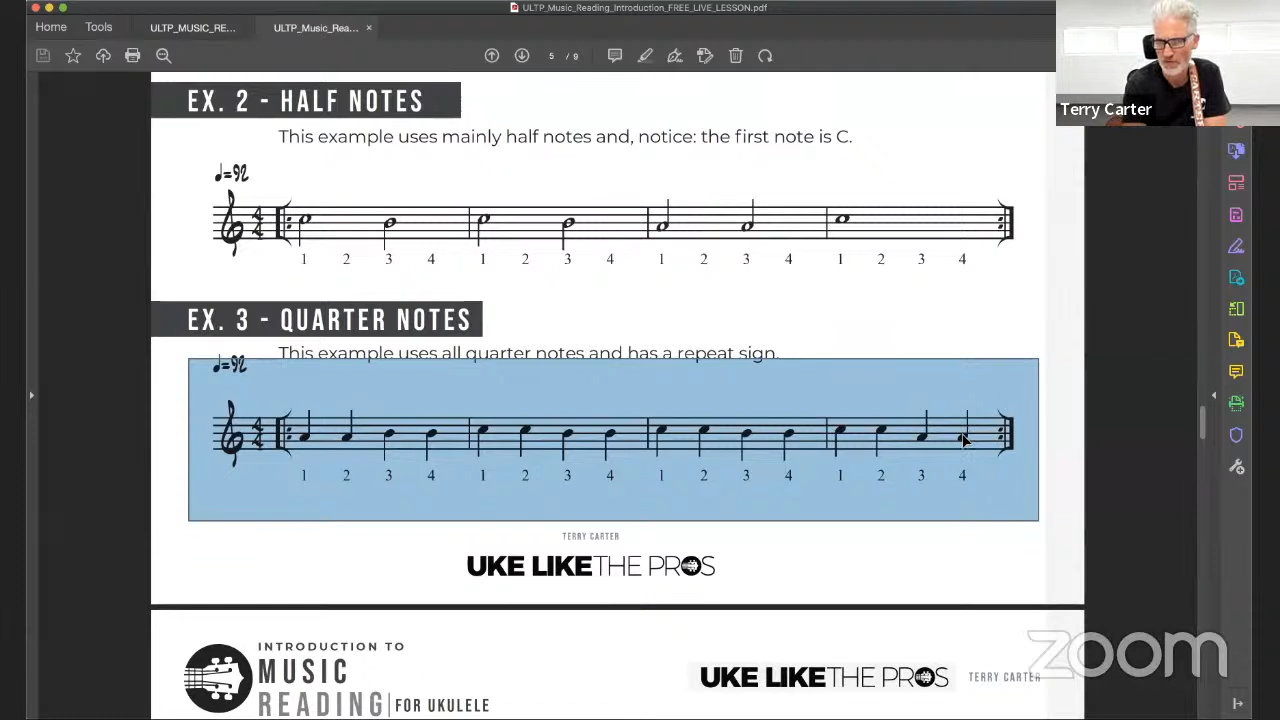 ULTP_Music_Reading_Introduction_FREE_LIVE_LESSON.pdf
Home
Tools
ULTP_MUSIC_RE...
ULTP_Music_Rea... ×
5 / 9
Terry Carter
EX. 2 - HALF NOTES
This example uses mainly half notes and, notice: the first note is C.
♩=92
4
4
1 2 3 4 1 2 3 4 1 2 3 4 1 2 3 4
EX. 3 - QUARTER NOTES
This example uses all quarter notes and has a repeat sign.
♩=92
4
4
1 2 3 4 1 2 3 4 1 2 3 4 1 2 3 4
TERRY CARTER
UKE LIKE THE PROS
INTRODUCTION TO
MUSIC
READING
FOR UKULELE
UKE LIKE THE PROS
TERRY CARTER
zoom